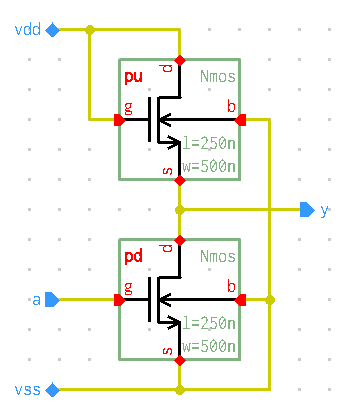 vdd
d
pu Nmos
g b
l=250n
s w=500n
y
d
pd Nmos
g b
a
l=250n
s w=500n
vss